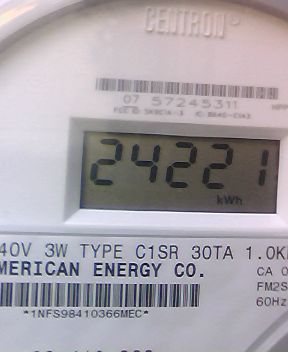 CENTRON®
07 57245311
24221
kWh
40V 3W TYPE C1SR 30TA 1.0K
MERICAN ENERGY CO.
CA 0
FM2S
60Hz
*1NFS98410366MEC*